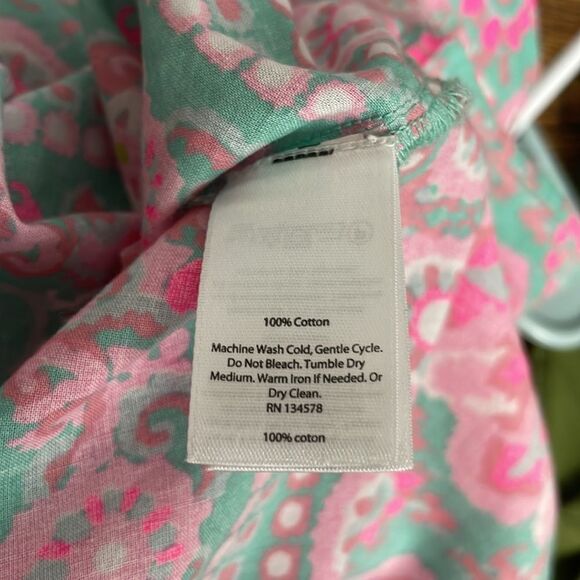 100% Cotton
Machine Wash Cold, Gentle Cycle.
Do Not Bleach. Tumble Dry
Medium. Warm Iron If Needed. Or
Dry Clean.
RN 134578
100% coton